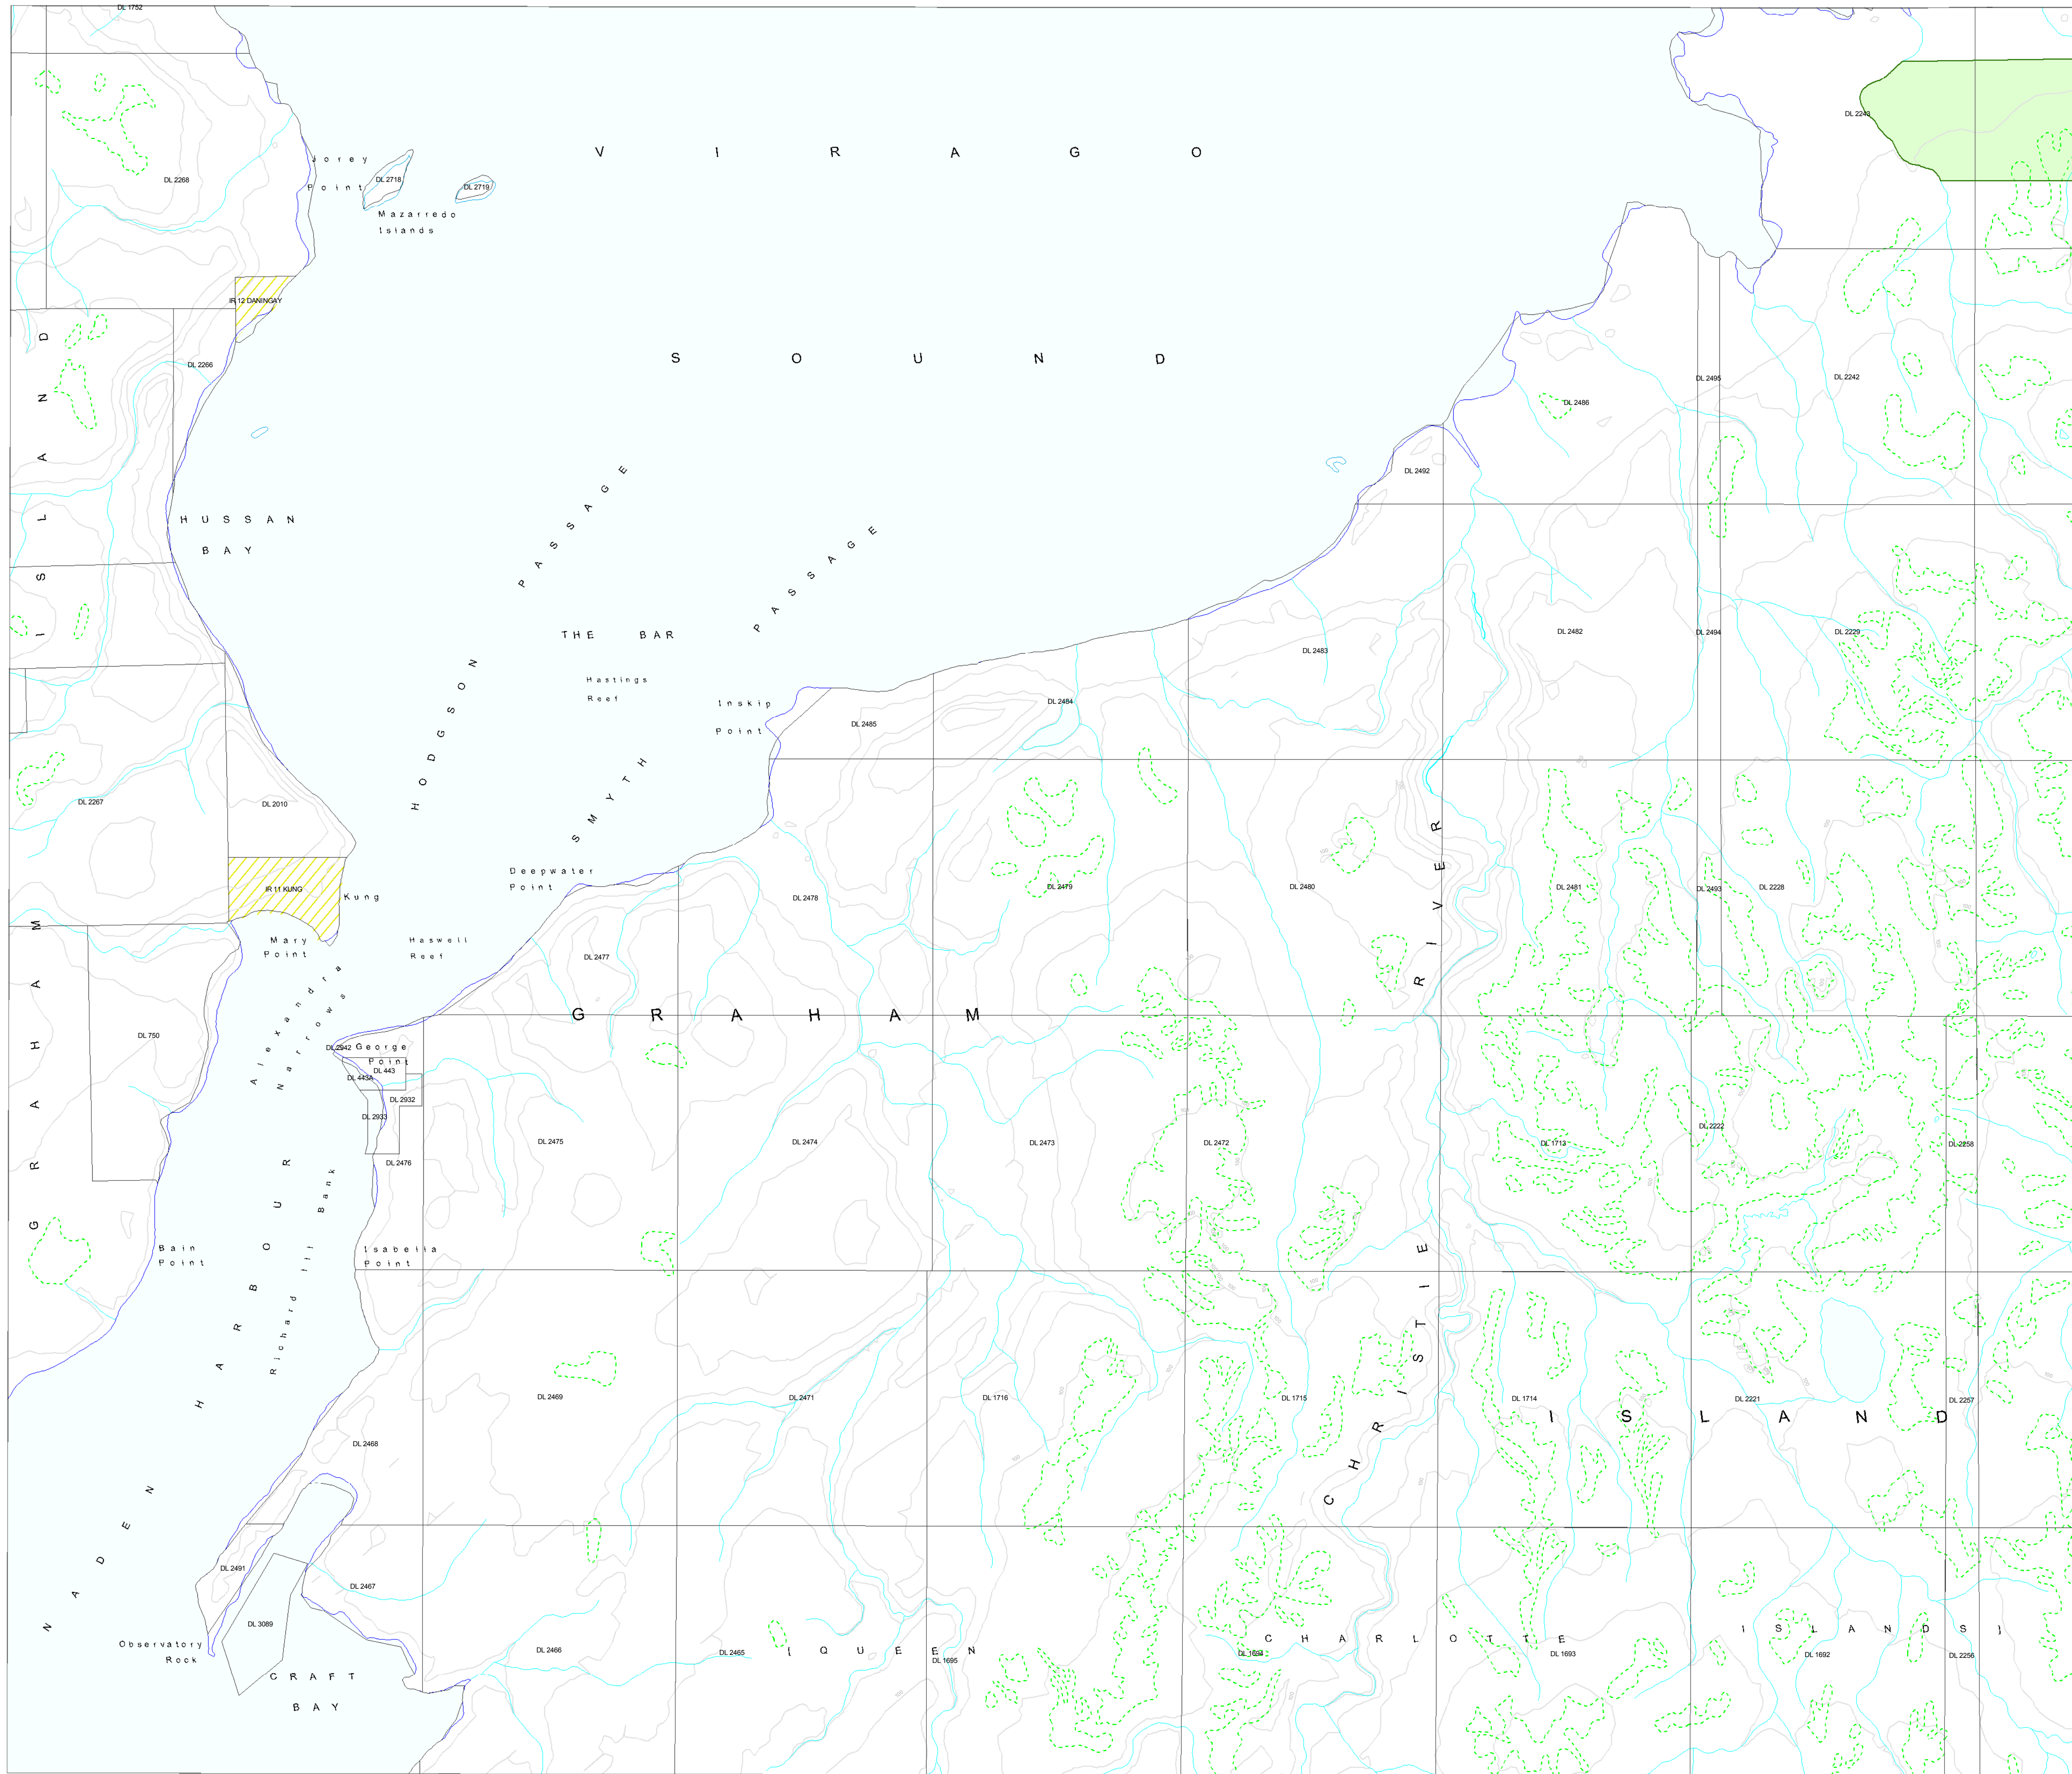 DL 1752
V I R A G O
S O U N D
DL 2243
Jorey
Point
DL 2718
DL 2719
Mazarredo
Islands
DL 2268
IR 12 DANINGAY
DL 2266
DL 2495
DL 2242
DL 2486
DL 2492
HUSSAN
BAY
HODGSON PASSAGE
SMYTH PASSAGE
THE BAR
Hastings
Reef
Inskip
Point
DL 2482
DL 2494
DL 2229
DL 2483
DL 2484
DL 2485
DL 2267
DL 2010
IR 11 KUNG
Kung
Deepwater
Point
DL 2478
DL 2479
DL 2480
DL 2481
DL 2493
DL 2228
Mary
Point
Haswell
Reef
DL 2477
Alexandra
Narrows
GRAHAM ISLAND
GRAHAM
DL 750
DL 2942
George
Point
DL 443
DL 443A
DL 2932
DL 2933
DL 2475
DL 2474
DL 2473
DL 2472
DL 1713
DL 2222
DL 2258
DL 2476
Bain
Point
Isabella
Point
NADEN HARBOUR
CHRISTIE RIVER
DL 2469
DL 2471
DL 1716
DL 1715
DL 1714
DL 2221
DL 2257
ISLAND
DL 2468
DL 2491
DL 2467
DL 3089
Observatory
Rock
CRAFT
BAY
DL 2466
DL 2465
QUEEN CHARLOTTE ISLANDS
DL 1695
DL 1694
DL 1693
DL 1692
DL 2256